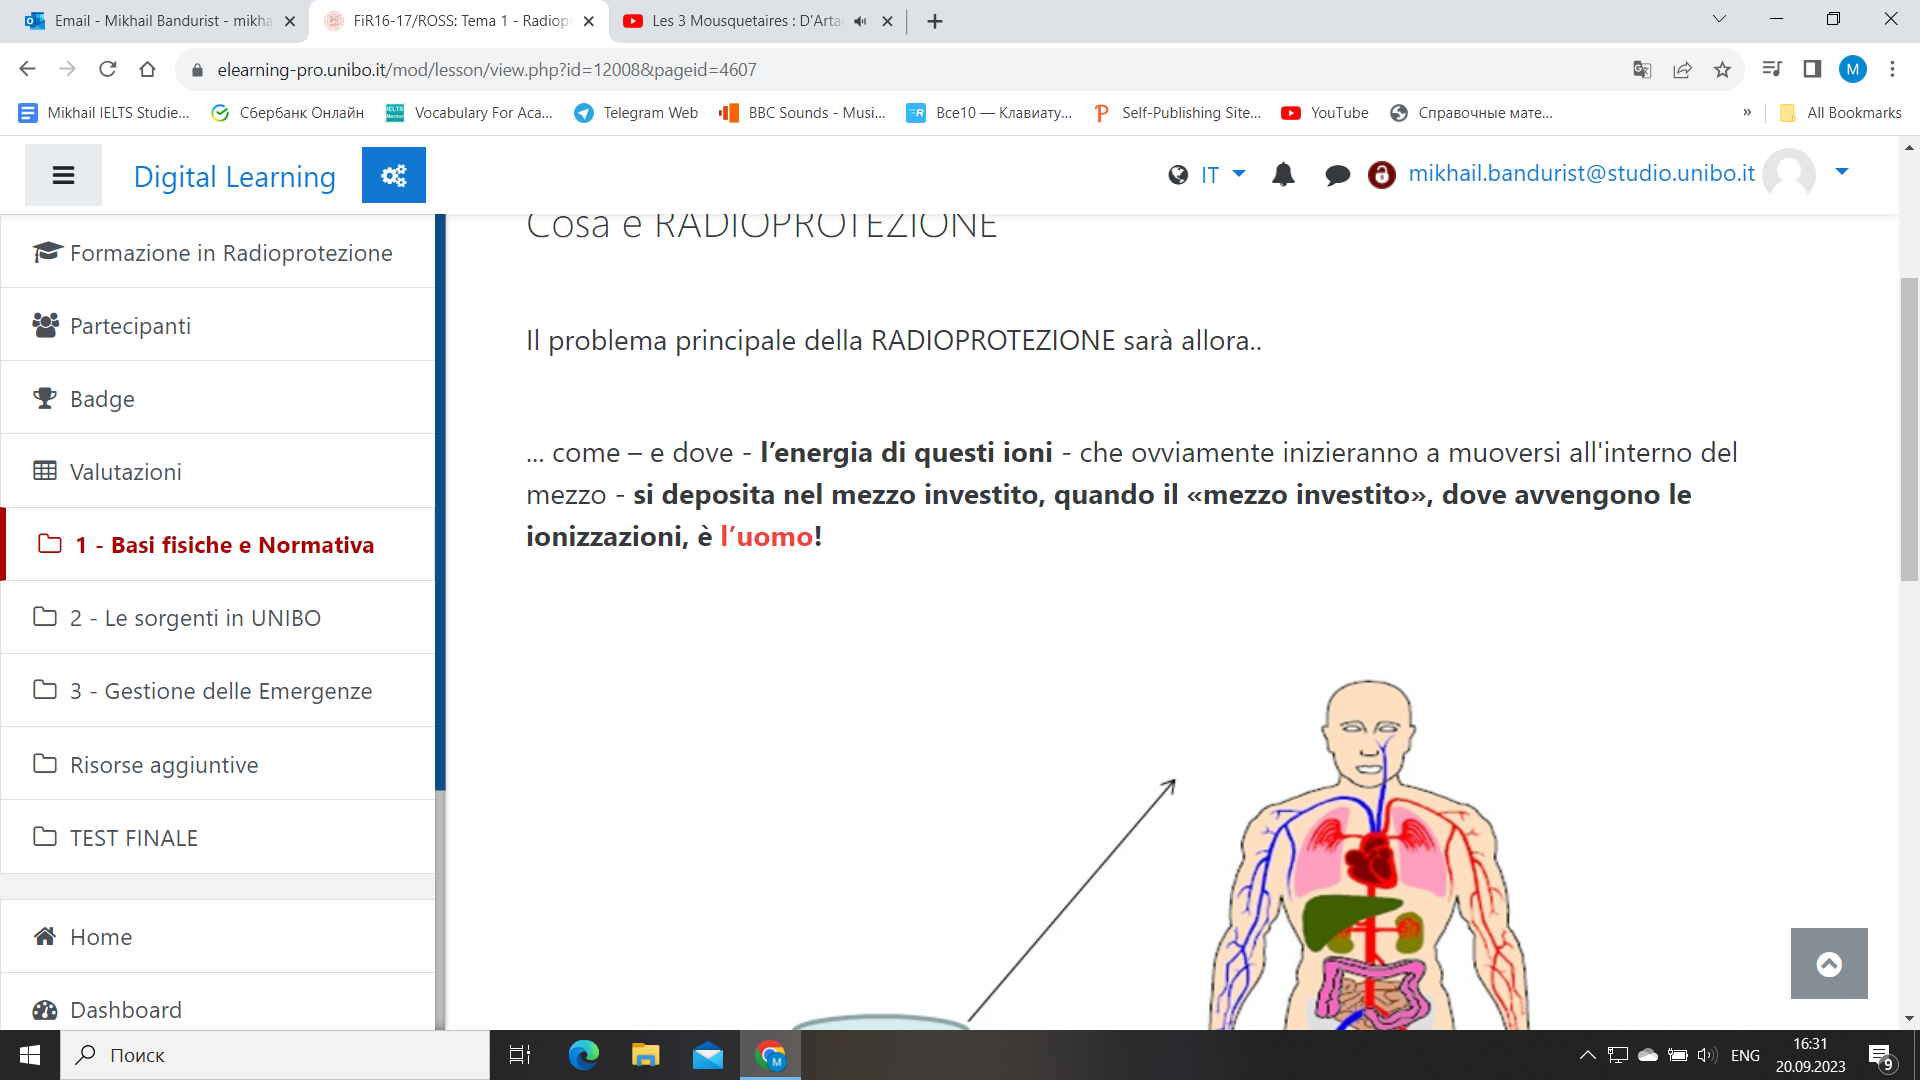 Email - Mikhail Bandurist - mikha
FiR16-17/ROSS: Tema 1 - Radiop
Les 3 Mousquetaires : D'Arta
elearning-pro.unibo.it/mod/lesson/view.php?id=12008&pageid=4607
M
Mikhail IELTS Studie...
Сбербанк Онлайн
IELTS Mentor
Vocabulary For Aca...
Telegram Web
BBC Sounds - Musi...
Все10 — Клавиату...
Self-Publishing Site...
YouTube
Справочные мате...
»
All Bookmarks
Digital Learning
IT
mikhail.bandurist@studio.unibo.it
Formazione in Radioprotezione
Partecipanti
Badge
Valutazioni
1 - Basi fisiche e Normativa
2 - Le sorgenti in UNIBO
3 - Gestione delle Emergenze
Risorse aggiuntive
TEST FINALE
Home
Dashboard
Cosa è RADIOPROTEZIONE
Il problema principale della RADIOPROTEZIONE sarà allora..
... come – e dove - l’energia di questi ioni - che ovviamente inizieranno a muoversi all'interno del
mezzo - si deposita nel mezzo investito, quando il «mezzo investito», dove avvengono le
ionizzazioni, è l’uomo!
Поиск
M
ENG
16:31
20.09.2023
9